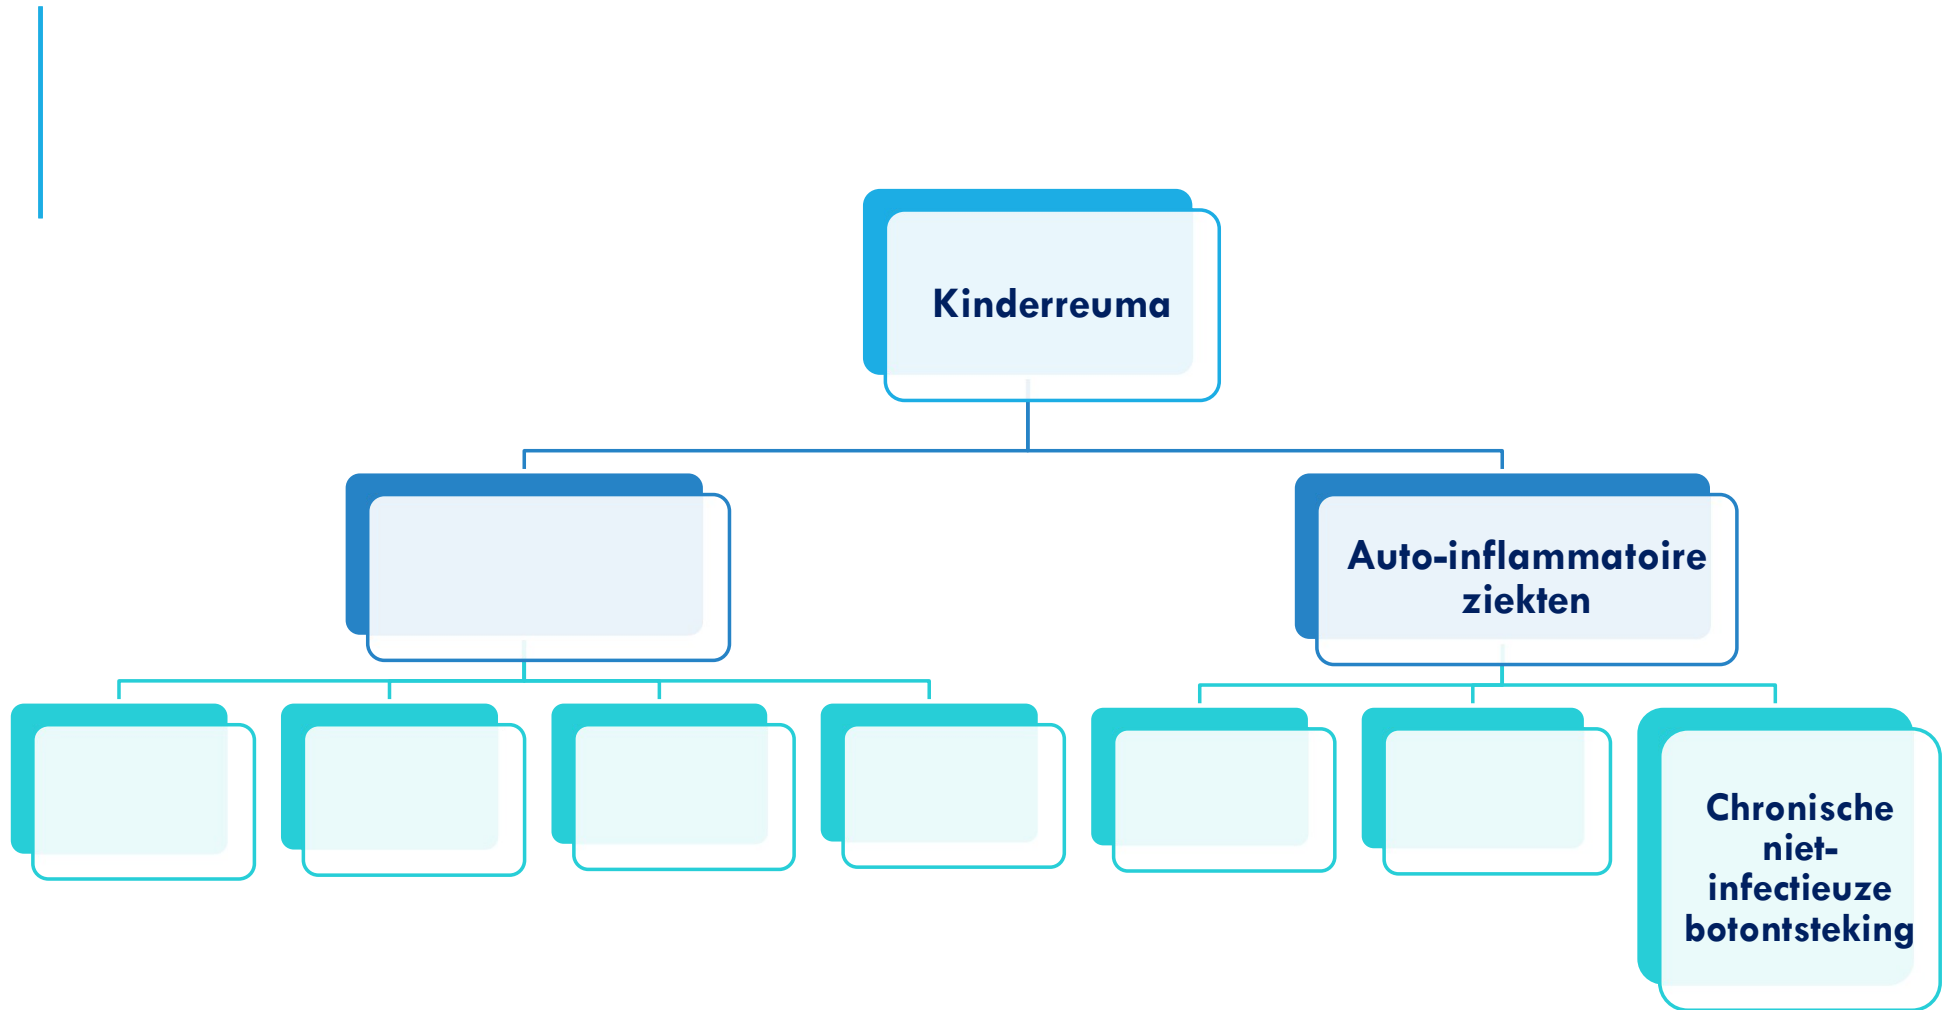 Kinderreuma
Auto-inflammatoire
ziekten
Chronische
niet-
infectieuze
botontsteking